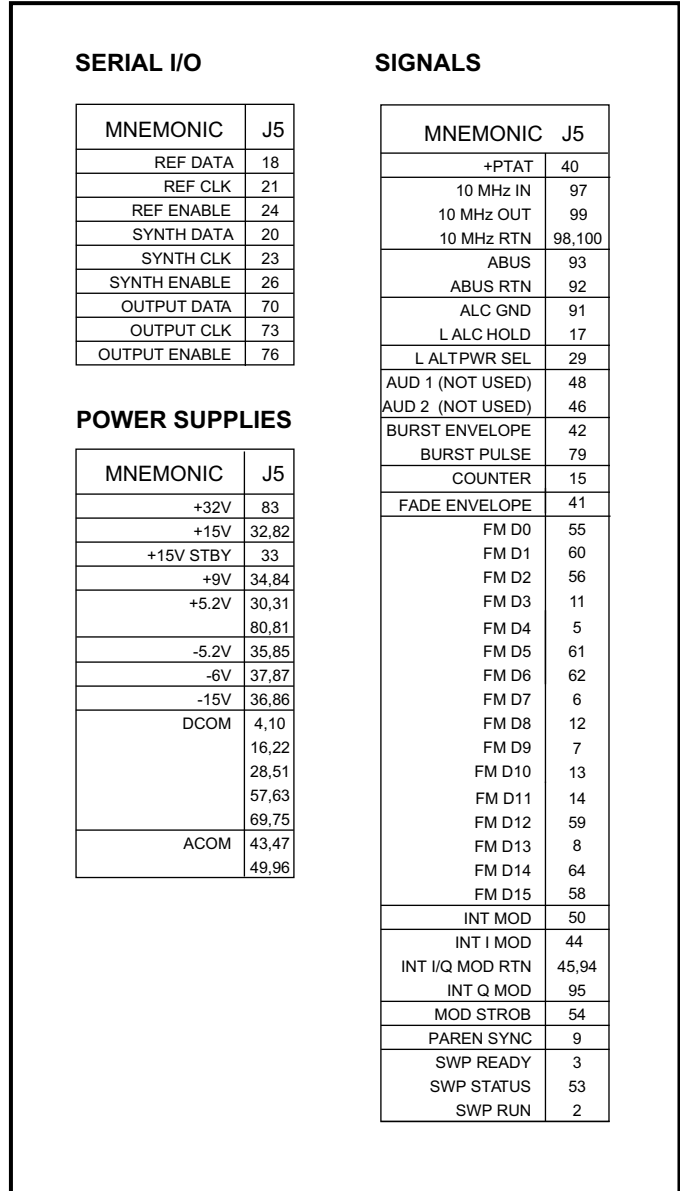 SERIAL I/O
MNEMONIC J5
REF DATA 18
REF CLK 21
REF ENABLE 24
SYNTH DATA 20
SYNTH CLK 23
SYNTH ENABLE 26
OUTPUT DATA 70
OUTPUT CLK 73
OUTPUT ENABLE 76
POWER SUPPLIES
MNEMONIC J5
+32V 83
+15V 32,82
+15V STBY 33
+9V 34,84
+5.2V 30,31
80,81
-5.2V 35,85
-6V 37,87
-15V 36,86
DCOM 4,10
16,22
28,51
57,63
69,75
ACOM 43,47
49,96
SIGNALS
MNEMONIC J5
+PTAT 40
10 MHz IN 97
10 MHz OUT 99
10 MHz RTN 98,100
ABUS 93
ABUS RTN 92
ALC GND 91
L ALC HOLD 17
L ALTPWR SEL 29
AUD 1 (NOT USED) 48
AUD 2 (NOT USED) 46
BURST ENVELOPE 42
BURST PULSE 79
COUNTER 15
FADE ENVELOPE 41
FM D0 55
FM D1 60
FM D2 56
FM D3 11
FM D4 5
FM D5 61
FM D6 62
FM D7 6
FM D8 12
FM D9 7
FM D10 13
FM D11 14
FM D12 59
FM D13 8
FM D14 64
FM D15 58
INT MOD 50
INT I MOD 44
INT I/Q MOD RTN 45,94
INT Q MOD 95
MOD STROB 54
PAREN SYNC 9
SWP READY 3
SWP STATUS 53
SWP RUN 2